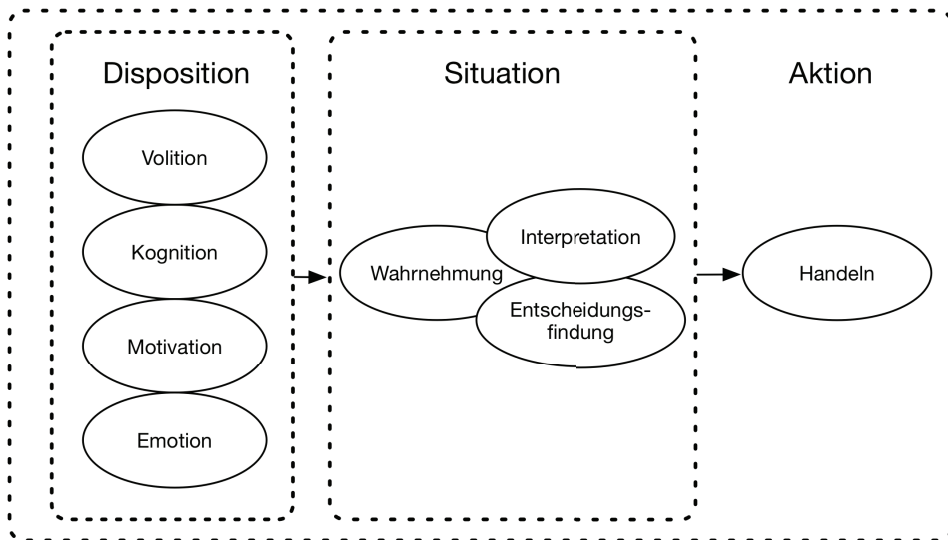 Disposition
Volition
Kognition
Motivation
Emotion
Situation
Wahrnehmung
Interpretation
Entscheidungs-
findung
Aktion
Handeln